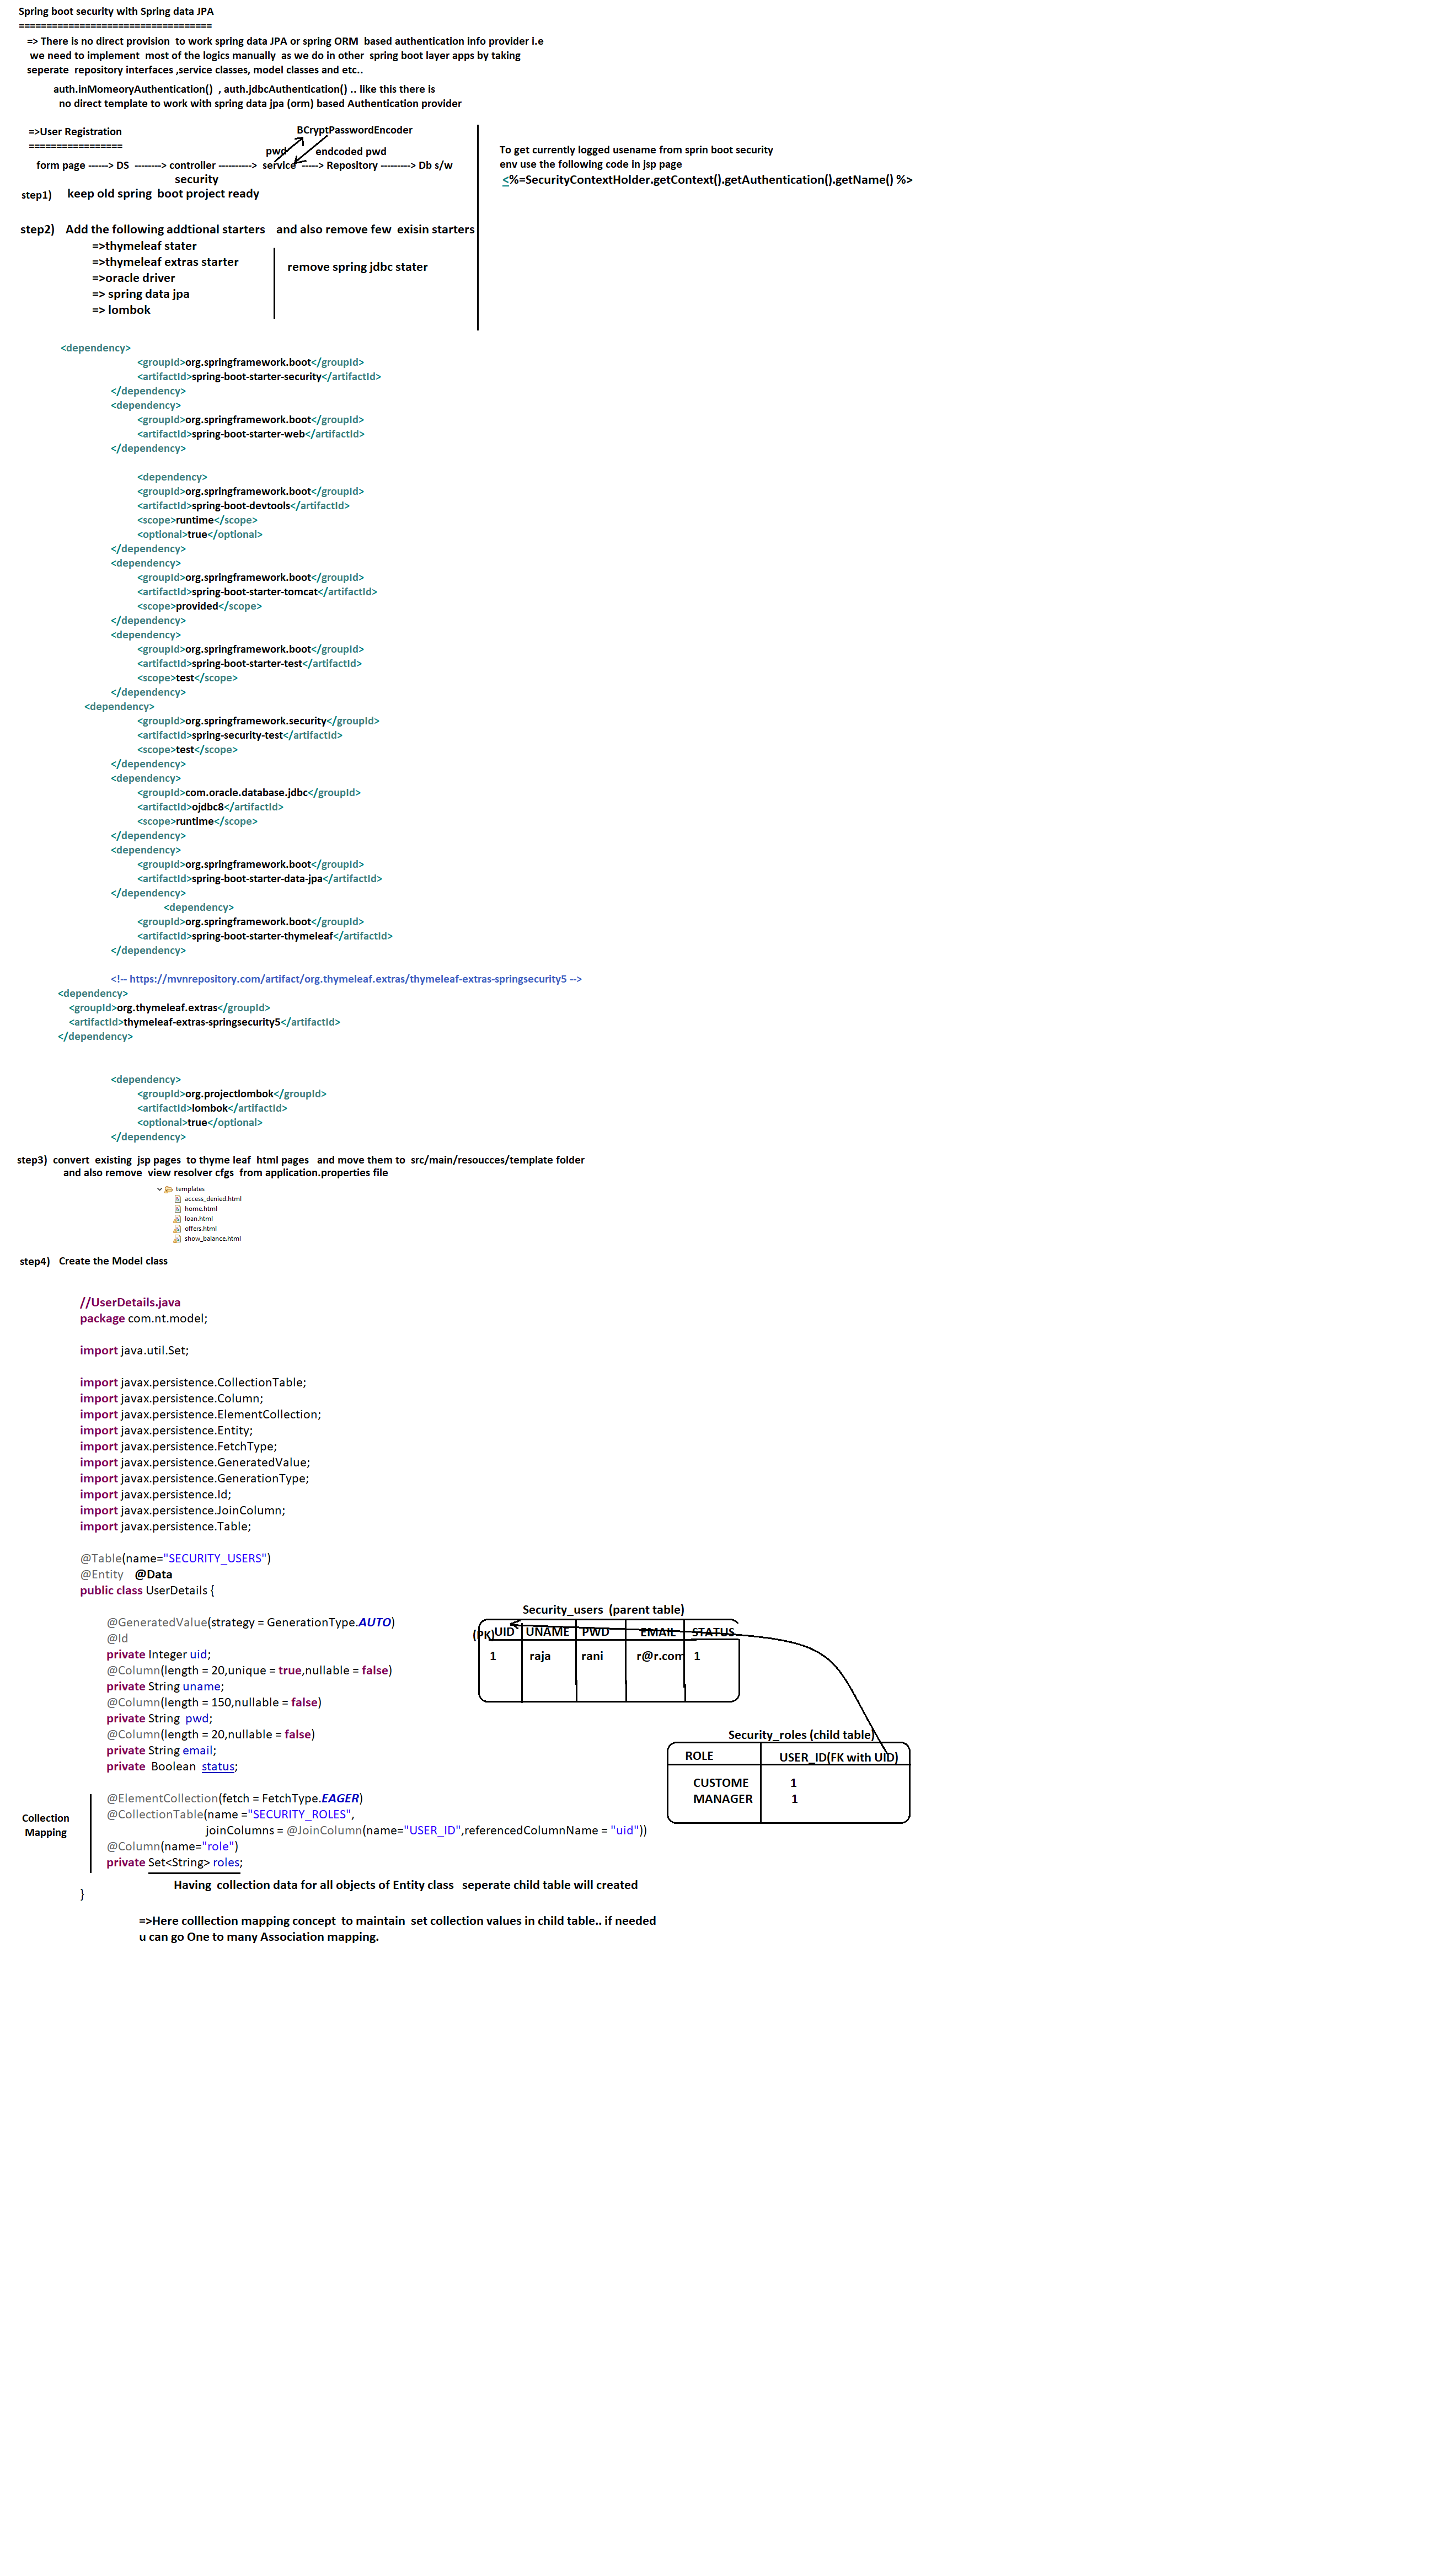 Spring boot security with Spring data JPA
==================================
=> There is no direct provision to work spring data JPA or spring ORM based authentication info provider i.e
we need to implement most of the logics manually as we do in other spring boot layer apps by taking
seperate repository interfaces ,service classes, model classes and etc..
auth.inMomeoryAuthentication() , auth.jdbcAuthentication() .. like this there is
no direct template to work with spring data jpa (orm) based Authentication provider
=>User Registration
=================
BCryptPasswordEncoder
pwd endcoded pwd
form page ------> DS --------> controller ----------> service -----> Repository ---------> Db s/w
security
step1) keep old spring boot project ready
To get currently logged usename from sprin boot security
env use the following code in jsp page
<%=SecurityContextHolder.getContext().getAuthentication().getName() %>
step2) Add the following addtional starters and also remove few exisin starters
=>thymeleaf stater
=>thymeleaf extras starter
=>oracle driver
=> spring data jpa
=> lombok
remove spring jdbc stater
<dependency>
<groupId>org.springframework.boot</groupId>
<artifactId>spring-boot-starter-security</artifactId>
</dependency>
<dependency>
<groupId>org.springframework.boot</groupId>
<artifactId>spring-boot-starter-web</artifactId>
</dependency>
<dependency>
<groupId>org.springframework.boot</groupId>
<artifactId>spring-boot-devtools</artifactId>
<scope>runtime</scope>
<optional>true</optional>
</dependency>
<dependency>
<groupId>org.springframework.boot</groupId>
<artifactId>spring-boot-starter-tomcat</artifactId>
<scope>provided</scope>
</dependency>
<dependency>
<groupId>org.springframework.boot</groupId>
<artifactId>spring-boot-starter-test</artifactId>
<scope>test</scope>
</dependency>
<dependency>
<groupId>org.springframework.security</groupId>
<artifactId>spring-security-test</artifactId>
<scope>test</scope>
</dependency>
<dependency>
<groupId>com.oracle.database.jdbc</groupId>
<artifactId>ojdbc8</artifactId>
<scope>runtime</scope>
</dependency>
<dependency>
<groupId>org.springframework.boot</groupId>
<artifactId>spring-boot-starter-data-jpa</artifactId>
</dependency>
<dependency>
<groupId>org.springframework.boot</groupId>
<artifactId>spring-boot-starter-thymeleaf</artifactId>
</dependency>
<!-- https://mvnrepository.com/artifact/org.thymeleaf.extras/thymeleaf-extras-springsecurity5 -->
<dependency>
<groupId>org.thymeleaf.extras</groupId>
<artifactId>thymeleaf-extras-springsecurity5</artifactId>
</dependency>
<dependency>
<groupId>org.projectlombok</groupId>
<artifactId>lombok</artifactId>
<optional>true</optional>
</dependency>
step3) convert existing jsp pages to thyme leaf html pages and move them to src/main/resoucces/template folder
and also remove view resolver cfgs from application.properties file
templates
access_denied.html
home.html
loan.html
offers.html
show_balance.html
step4) Create the Model class
//UserDetails.java
package com.nt.model;
import java.util.Set;
import javax.persistence.CollectionTable;
import javax.persistence.Column;
import javax.persistence.ElementCollection;
import javax.persistence.Entity;
import javax.persistence.FetchType;
import javax.persistence.GeneratedValue;
import javax.persistence.GenerationType;
import javax.persistence.Id;
import javax.persistence.JoinColumn;
import javax.persistence.Table;
@Table(name="SECURITY_USERS")
@Entity @Data
public class UserDetails {
@GeneratedValue(strategy = GenerationType.AUTO)
@Id
private Integer uid;
@Column(length = 20,unique = true,nullable = false)
private String uname;
@Column(length = 150,nullable = false)
private String pwd;
@Column(length = 20,nullable = false)
private String email;
private Boolean status;
@ElementCollection(fetch = FetchType.EAGER)
@CollectionTable(name ="SECURITY_ROLES",
joinColumns = @JoinColumn(name="USER_ID",referencedColumnName = "uid"))
@Column(name="role")
private Set<String> roles;
}
Collection
Mapping
Security_users (parent table)
(PK)UID UNAME PWD EMAIL STATUS
1 raja rani r@r.com 1
Security_roles (child table)
ROLE USER_ID(FK with UID)
CUSTOME 1
MANAGER 1
Having collection data for all objects of Entity class seperate child table will created
=>Here colllection mapping concept to maintain set collection values in child table.. if needed
u can go One to many Association mapping.